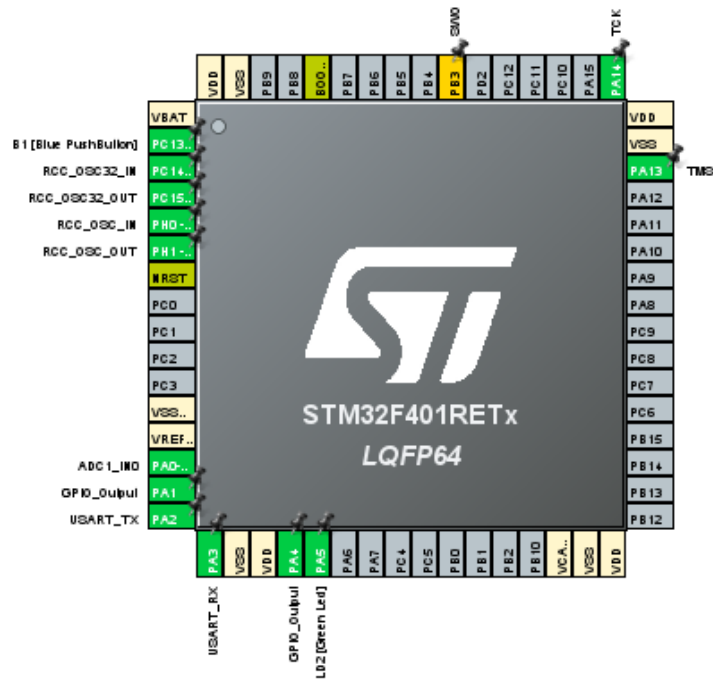 SWO
TCK
VDD
VSS
PB9
PB8
BOO..
PB7
PB6
PB5
PB4
PB3
PD2
PC12
PC11
PC10
PA15
PA14
VBAT
B1 [Blue PushButton]
PC13..
RCC_OSC32_IN
PC14..
RCC_OSC32_OUT
PC15..
RCC_OSC_IN
PH0-..
RCC_OSC_OUT
PH1-..
NRST
PC0
PC1
PC2
PC3
VSS..
VREF..
ADC1_IN0
PA0-..
GPIO_Output
PA1
USART_TX
PA2
STM32F401RETx
LQFP64
VDD
VSS
PA13
TMS
PA12
PA11
PA10
PA9
PA8
PC9
PC8
PC7
PC6
PB15
PB14
PB13
PB12
PA3
VSS
VDD
PA4
PA5
PA6
PA7
PC4
PC5
PB0
PB1
PB2
PB10
VCA..
VSS
VDD
USART_RX
GPIO_Output
LD2 [Green Led]